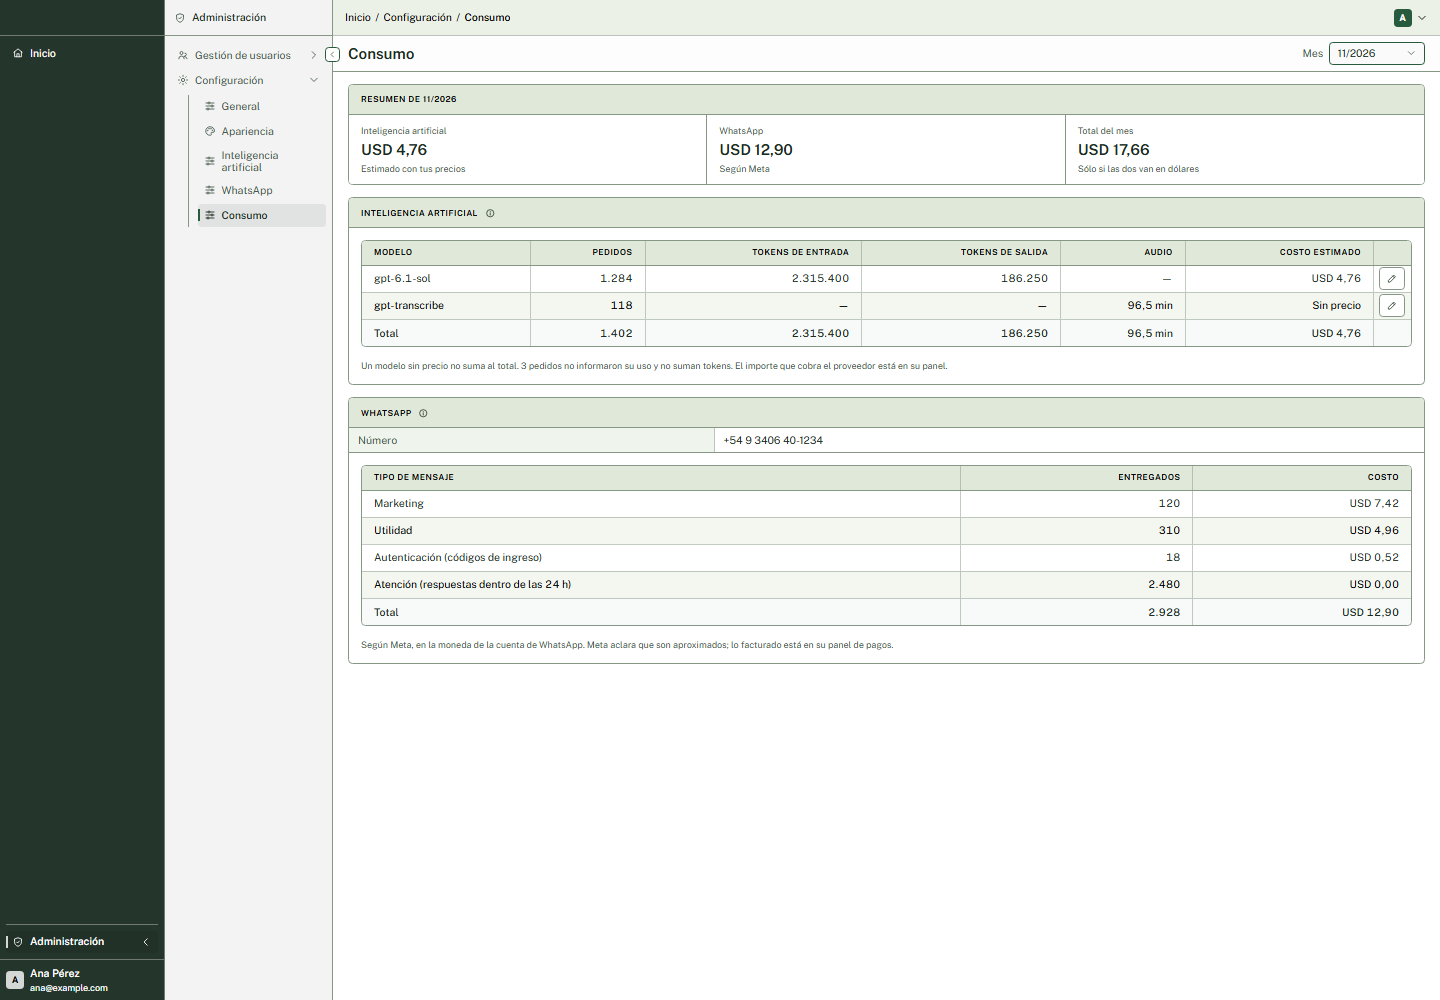 Administración
Inicio / Configuración / Consumo
A
Inicio
Gestión de usuarios
Configuración
General
Apariencia
Inteligencia
artificial
WhatsApp
Consumo
Consumo
Mes 11/2026
RESUMEN DE 11/2026
Inteligencia artificial
USD 4,76
Estimado con tus precios
WhatsApp
USD 12,90
Según Meta
Total del mes
USD 17,66
Sólo si las dos van en dólares
INTELIGENCIA ARTIFICIAL
MODELO PEDIDOS TOKENS DE ENTRADA TOKENS DE SALIDA AUDIO COSTO ESTIMADO
gpt-6.1-sol 1.284 2.315.400 186.250 — USD 4,76
gpt-transcribe 118 — — 96,5 min Sin precio
Total 1.402 2.315.400 186.250 96,5 min USD 4,76
Un modelo sin precio no suma al total. 3 pedidos no informaron su uso y no suman tokens. El importe que cobra el proveedor está en su panel.
WHATSAPP
Número +54 9 3406 40-1234
TIPO DE MENSAJE ENTREGADOS COSTO
Marketing 120 USD 7,42
Utilidad 310 USD 4,96
Autenticación (códigos de ingreso) 18 USD 0,52
Atención (respuestas dentro de las 24 h) 2.480 USD 0,00
Total 2.928 USD 12,90
Según Meta, en la moneda de la cuenta de WhatsApp. Meta aclara que son aproximados; lo facturado está en su panel de pagos.
Administración
A
Ana Pérez
ana@example.com